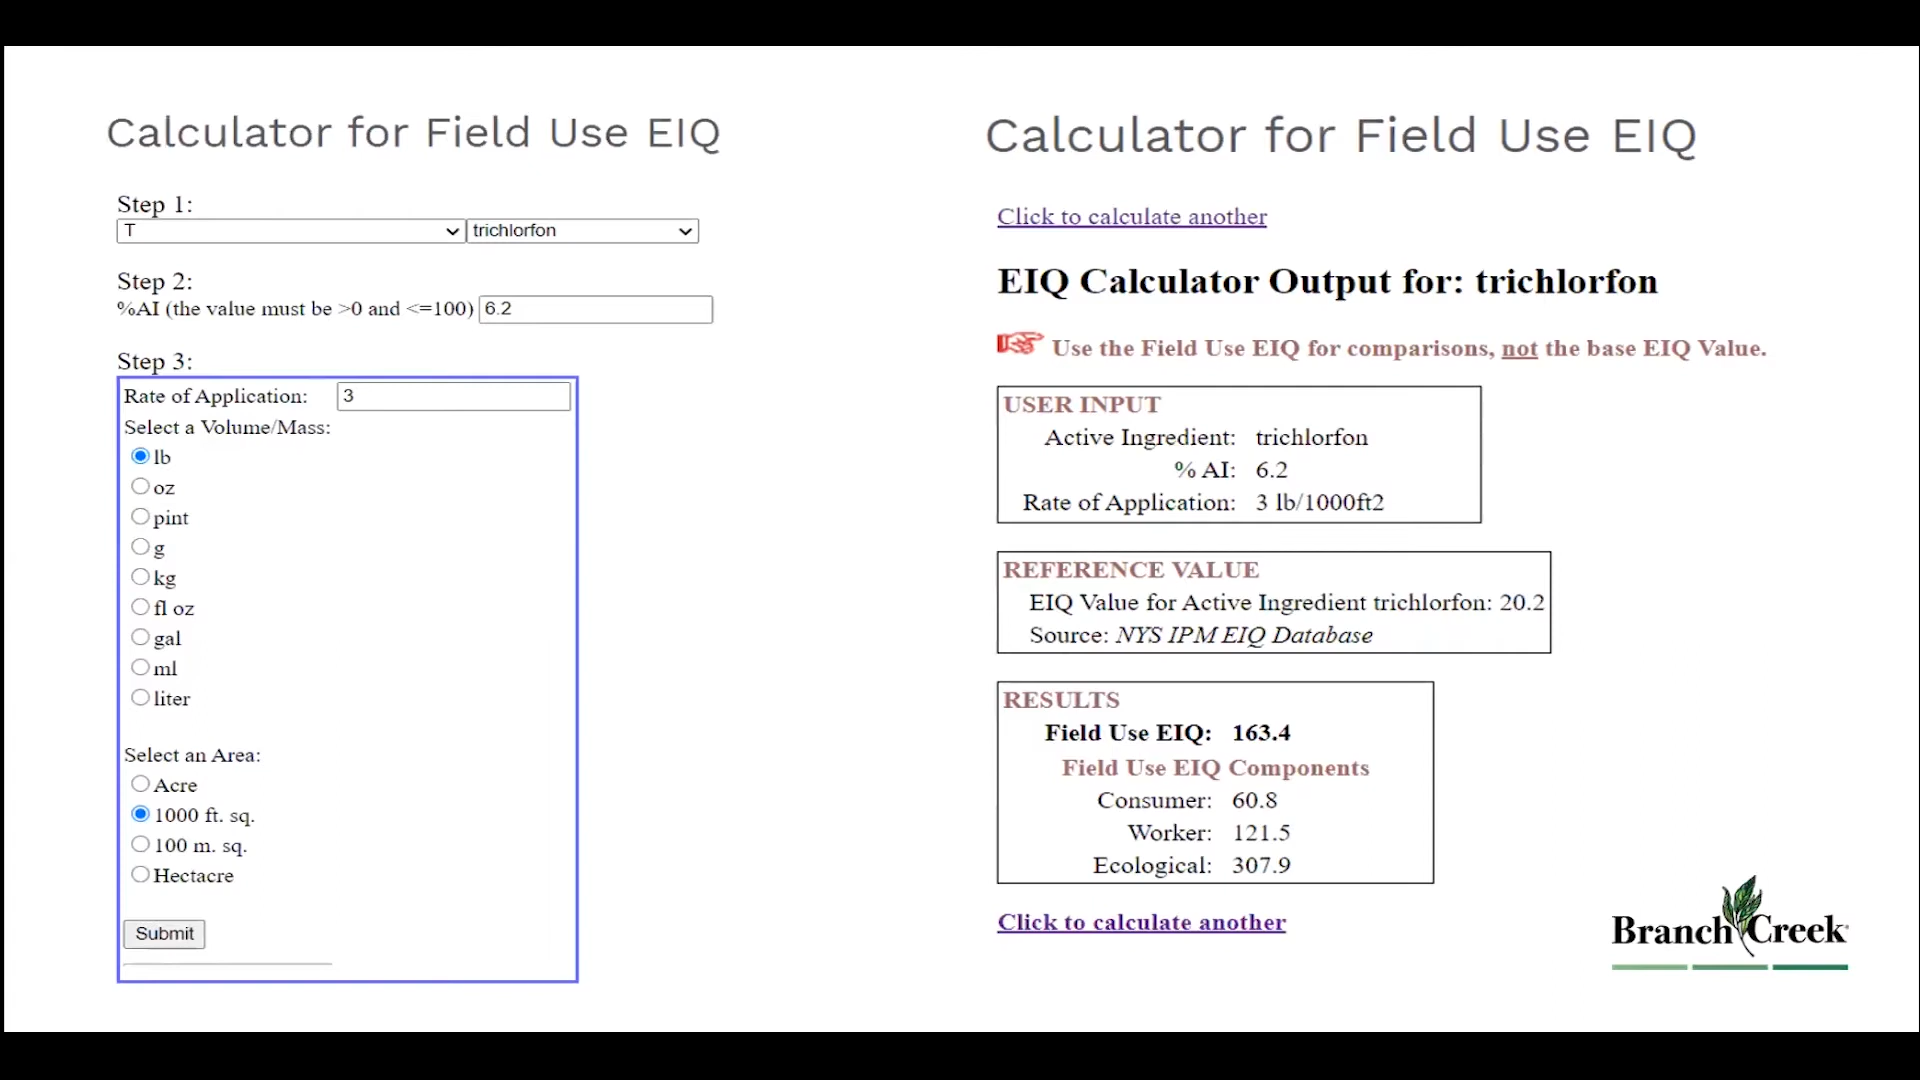 Calculator for Field Use EIQ
Step 1:
T trichlorfon
Step 2:
%AI (the value must be >0 and <=100) 6.2
Step 3:
Rate of Application: 3
Select a Volume/Mass:
lb
oz
pint
g
kg
fl oz
gal
ml
liter
Select an Area:
Acre
1000 ft. sq.
100 m. sq.
Hectacre
Submit
Calculator for Field Use EIQ
Click to calculate another
EIQ Calculator Output for: trichlorfon
Use the Field Use EIQ for comparisons, not the base EIQ Value.
USER INPUT
Active Ingredient: trichlorfon
% AI: 6.2
Rate of Application: 3 lb/1000ft2
REFERENCE VALUE
EIQ Value for Active Ingredient trichlorfon: 20.2
Source: NYS IPM EIQ Database
RESULTS
Field Use EIQ: 163.4
Field Use EIQ Components
Consumer: 60.8
Worker: 121.5
Ecological: 307.9
Click to calculate another
Branch Creek